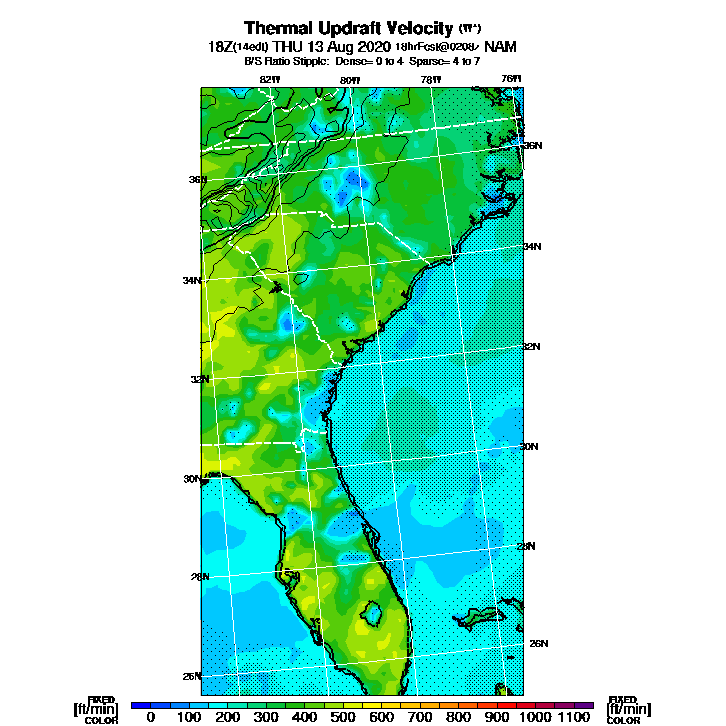 Thermal Updraft Velocity (W*)
18Z(14edt) THU 13 Aug 2020 18hrFcst@0208z NAM
B/S Ratio Stipple: Dense= 0 to 4 Sparse= 4 to 7
82W 80W 78W 76W
36N
36N
34N
34N
32N
32N
30N
30N
28N
28N
26N
26N
FIXED
[ft/min]
COLOR
0 100 200 300 400 500 600 700 800 900 1000 1100
FIXED
[ft/min]
COLOR